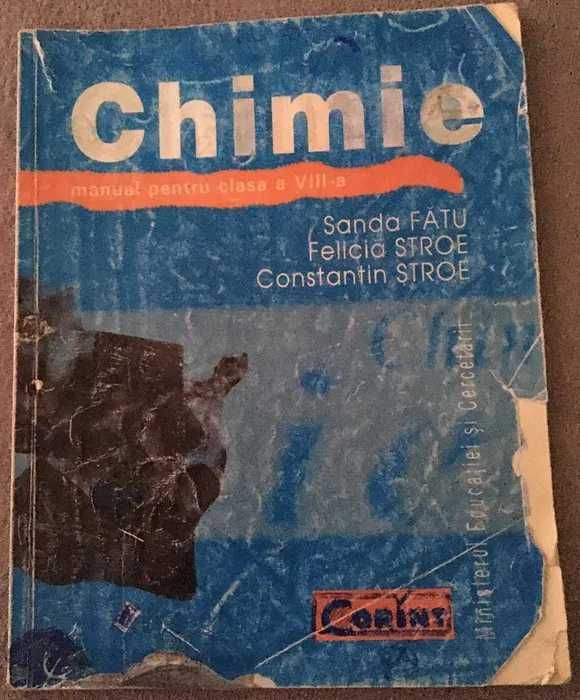 Chimie
manual pentru clasa a VIII-a
Sanda FĂTU
Felicia STROE
Constantin STROE
Ministerul Educației și Cercetării
CORINT